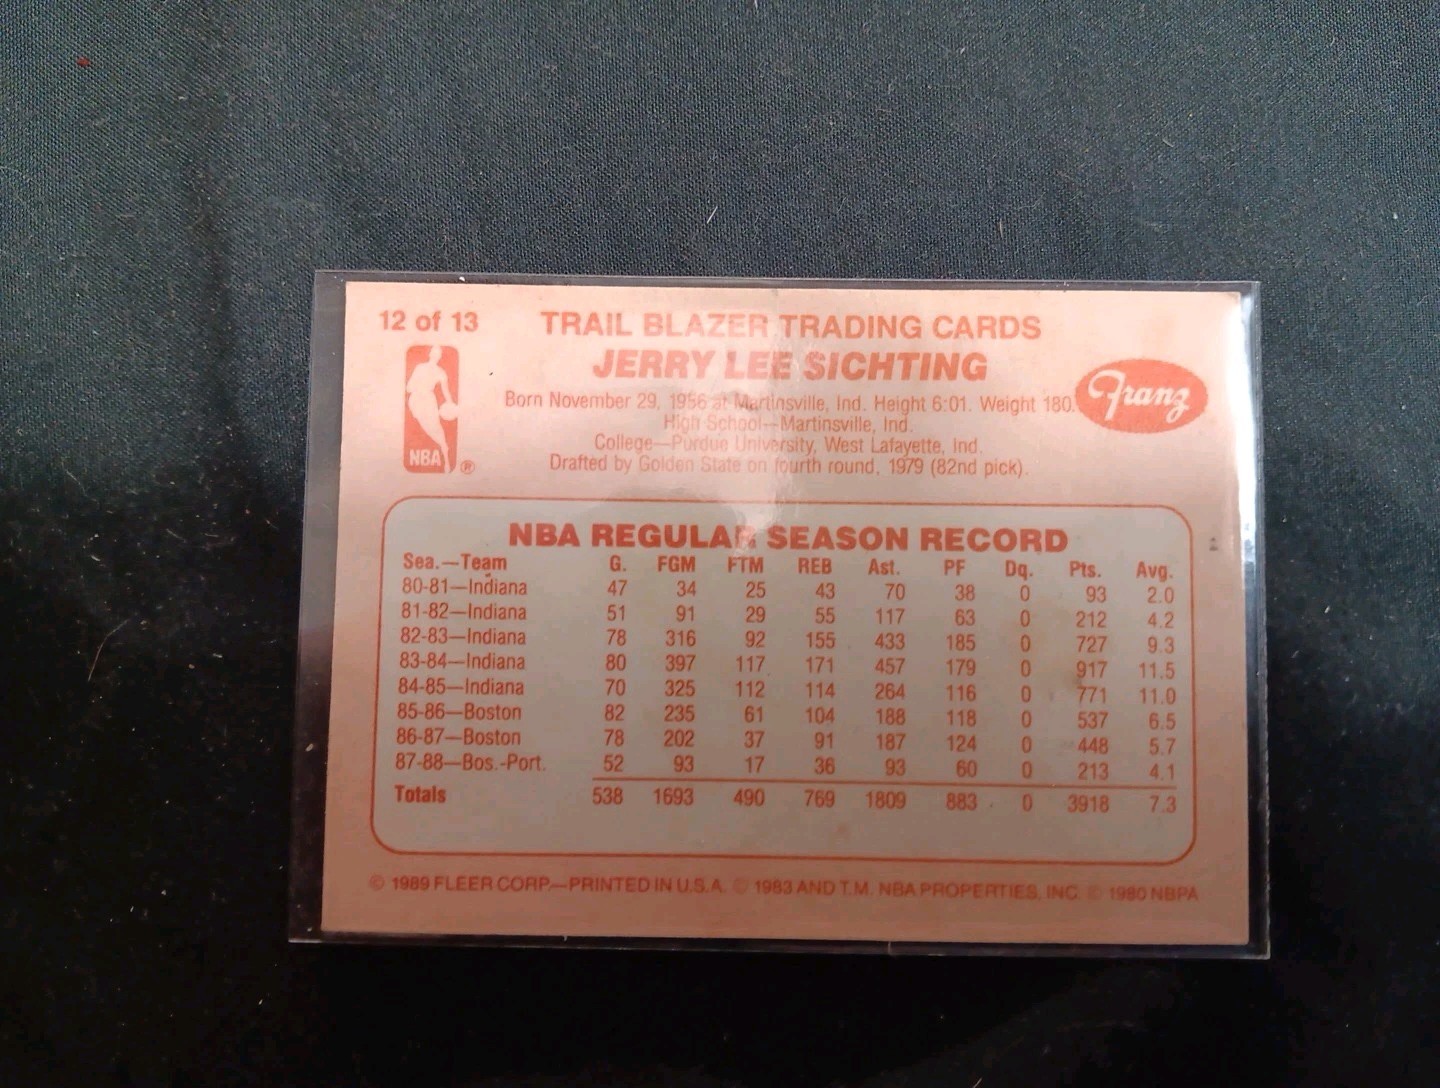 12 of 13 TRAIL BLAZER TRADING CARDS
JERRY LEE SICHTING
Franz
Born November 29, 1956 at Martinsville, Ind. Height 6:01. Weight 180.
High School—Martinsville, Ind.
College—Purdue University, West Lafayette, Ind.
Drafted by Golden State on fourth round, 1979 (82nd pick).
NBA ®
NBA REGULAR SEASON RECORD
Sea.—Team G. FGM FTM REB Ast. PF Dq. Pts. Avg.
80-81—Indiana 47 34 25 43 70 38 0 93 2.0
81-82—Indiana 51 91 29 55 117 63 0 212 4.2
82-83—Indiana 78 316 92 155 433 185 0 727 9.3
83-84—Indiana 80 397 117 171 457 179 0 917 11.5
84-85—Indiana 70 325 112 114 264 116 0 771 11.0
85-86—Boston 82 235 61 104 188 118 0 537 6.5
86-87—Boston 78 202 37 91 187 124 0 448 5.7
87-88—Bos.-Port. 52 93 17 36 93 60 0 213 4.1
Totals 538 1693 490 769 1809 883 0 3918 7.3
© 1989 FLEER CORP.—PRINTED IN U.S.A. © 1983 AND T.M. NBA PROPERTIES, INC. © 1980 NBPA